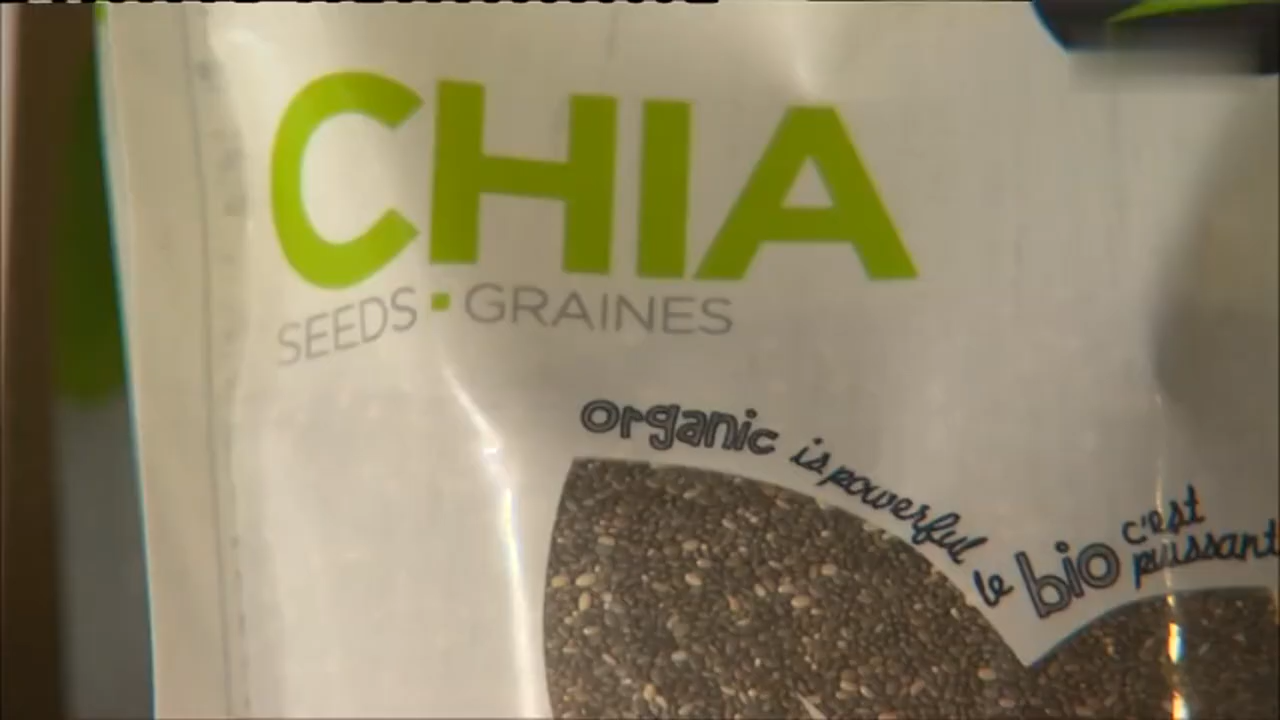 CHIA
SEEDS ▪ GRAINES
organic is powerful
le bio c'est puissant